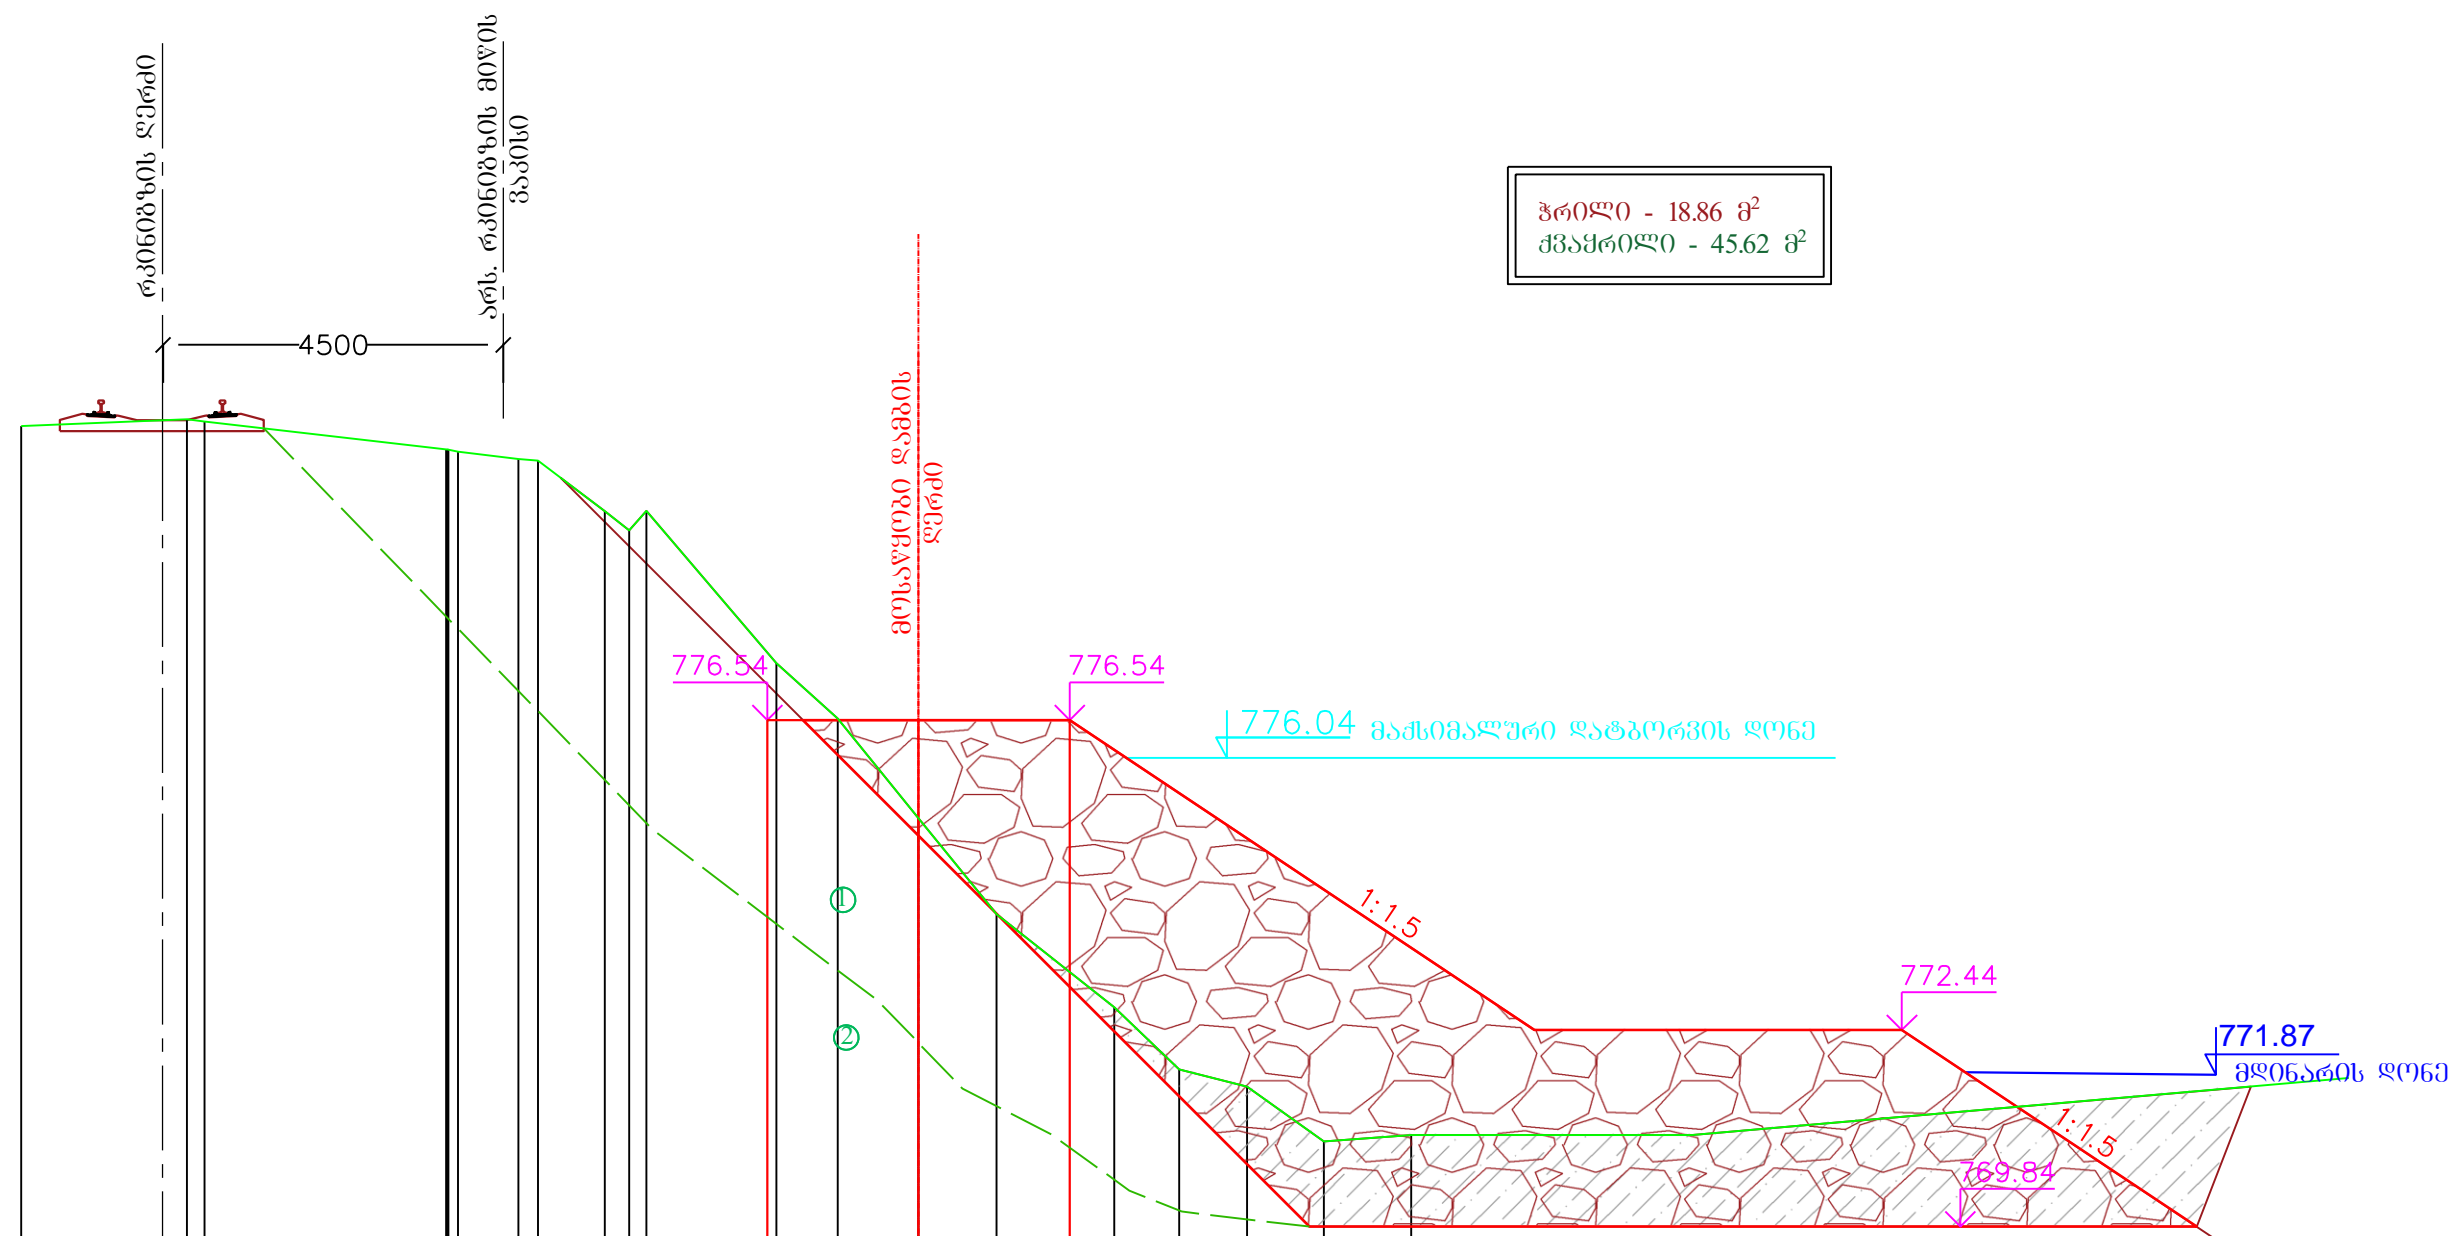 რკინიგზის ღერძი
არს. რკინიგზის მიწის
ვაკისი
4500
ჭრილი - 18.86 მ²
ქვაყრილი - 45.62 მ²
მოსაწყობი დამბის
ღერძი
776.54
776.54
776.04 მაქსიმალური დატბორვის დონე
1
1:1.5
772.44
2
771.87
მდინარის დონე
1:1.5
769.84